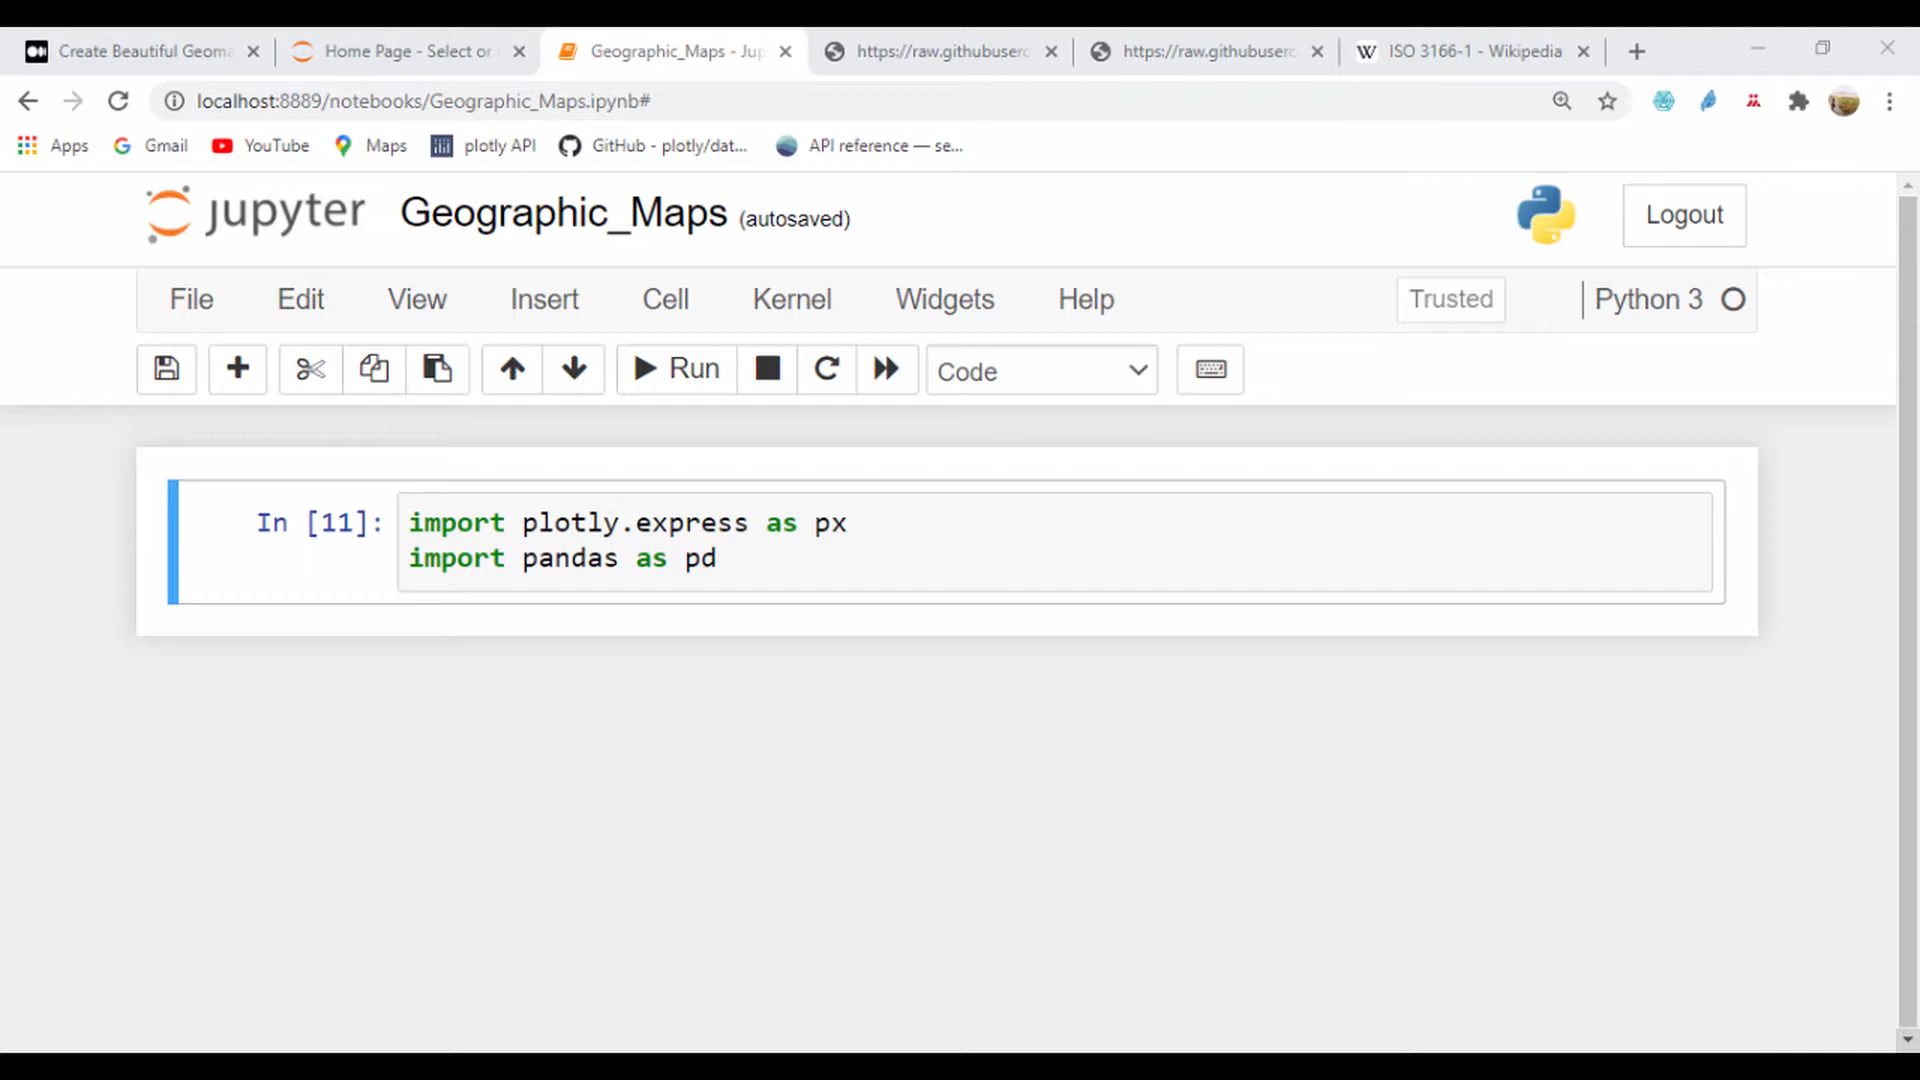 Create Beautiful Geoma
Home Page - Select or
Geographic_Maps - Jup
https://raw.githubuserc
https://raw.githubuserc
ISO 3166-1 - Wikipedia
localhost:8889/notebooks/Geographic_Maps.ipynb#
Apps Gmail YouTube Maps plotly API GitHub - plotly/dat... API reference — se...
jupyter Geographic_Maps (autosaved) Logout
File Edit View Insert Cell Kernel Widgets Help Trusted Python 3
Run Code
In [11]: import plotly.express as px
import pandas as pd